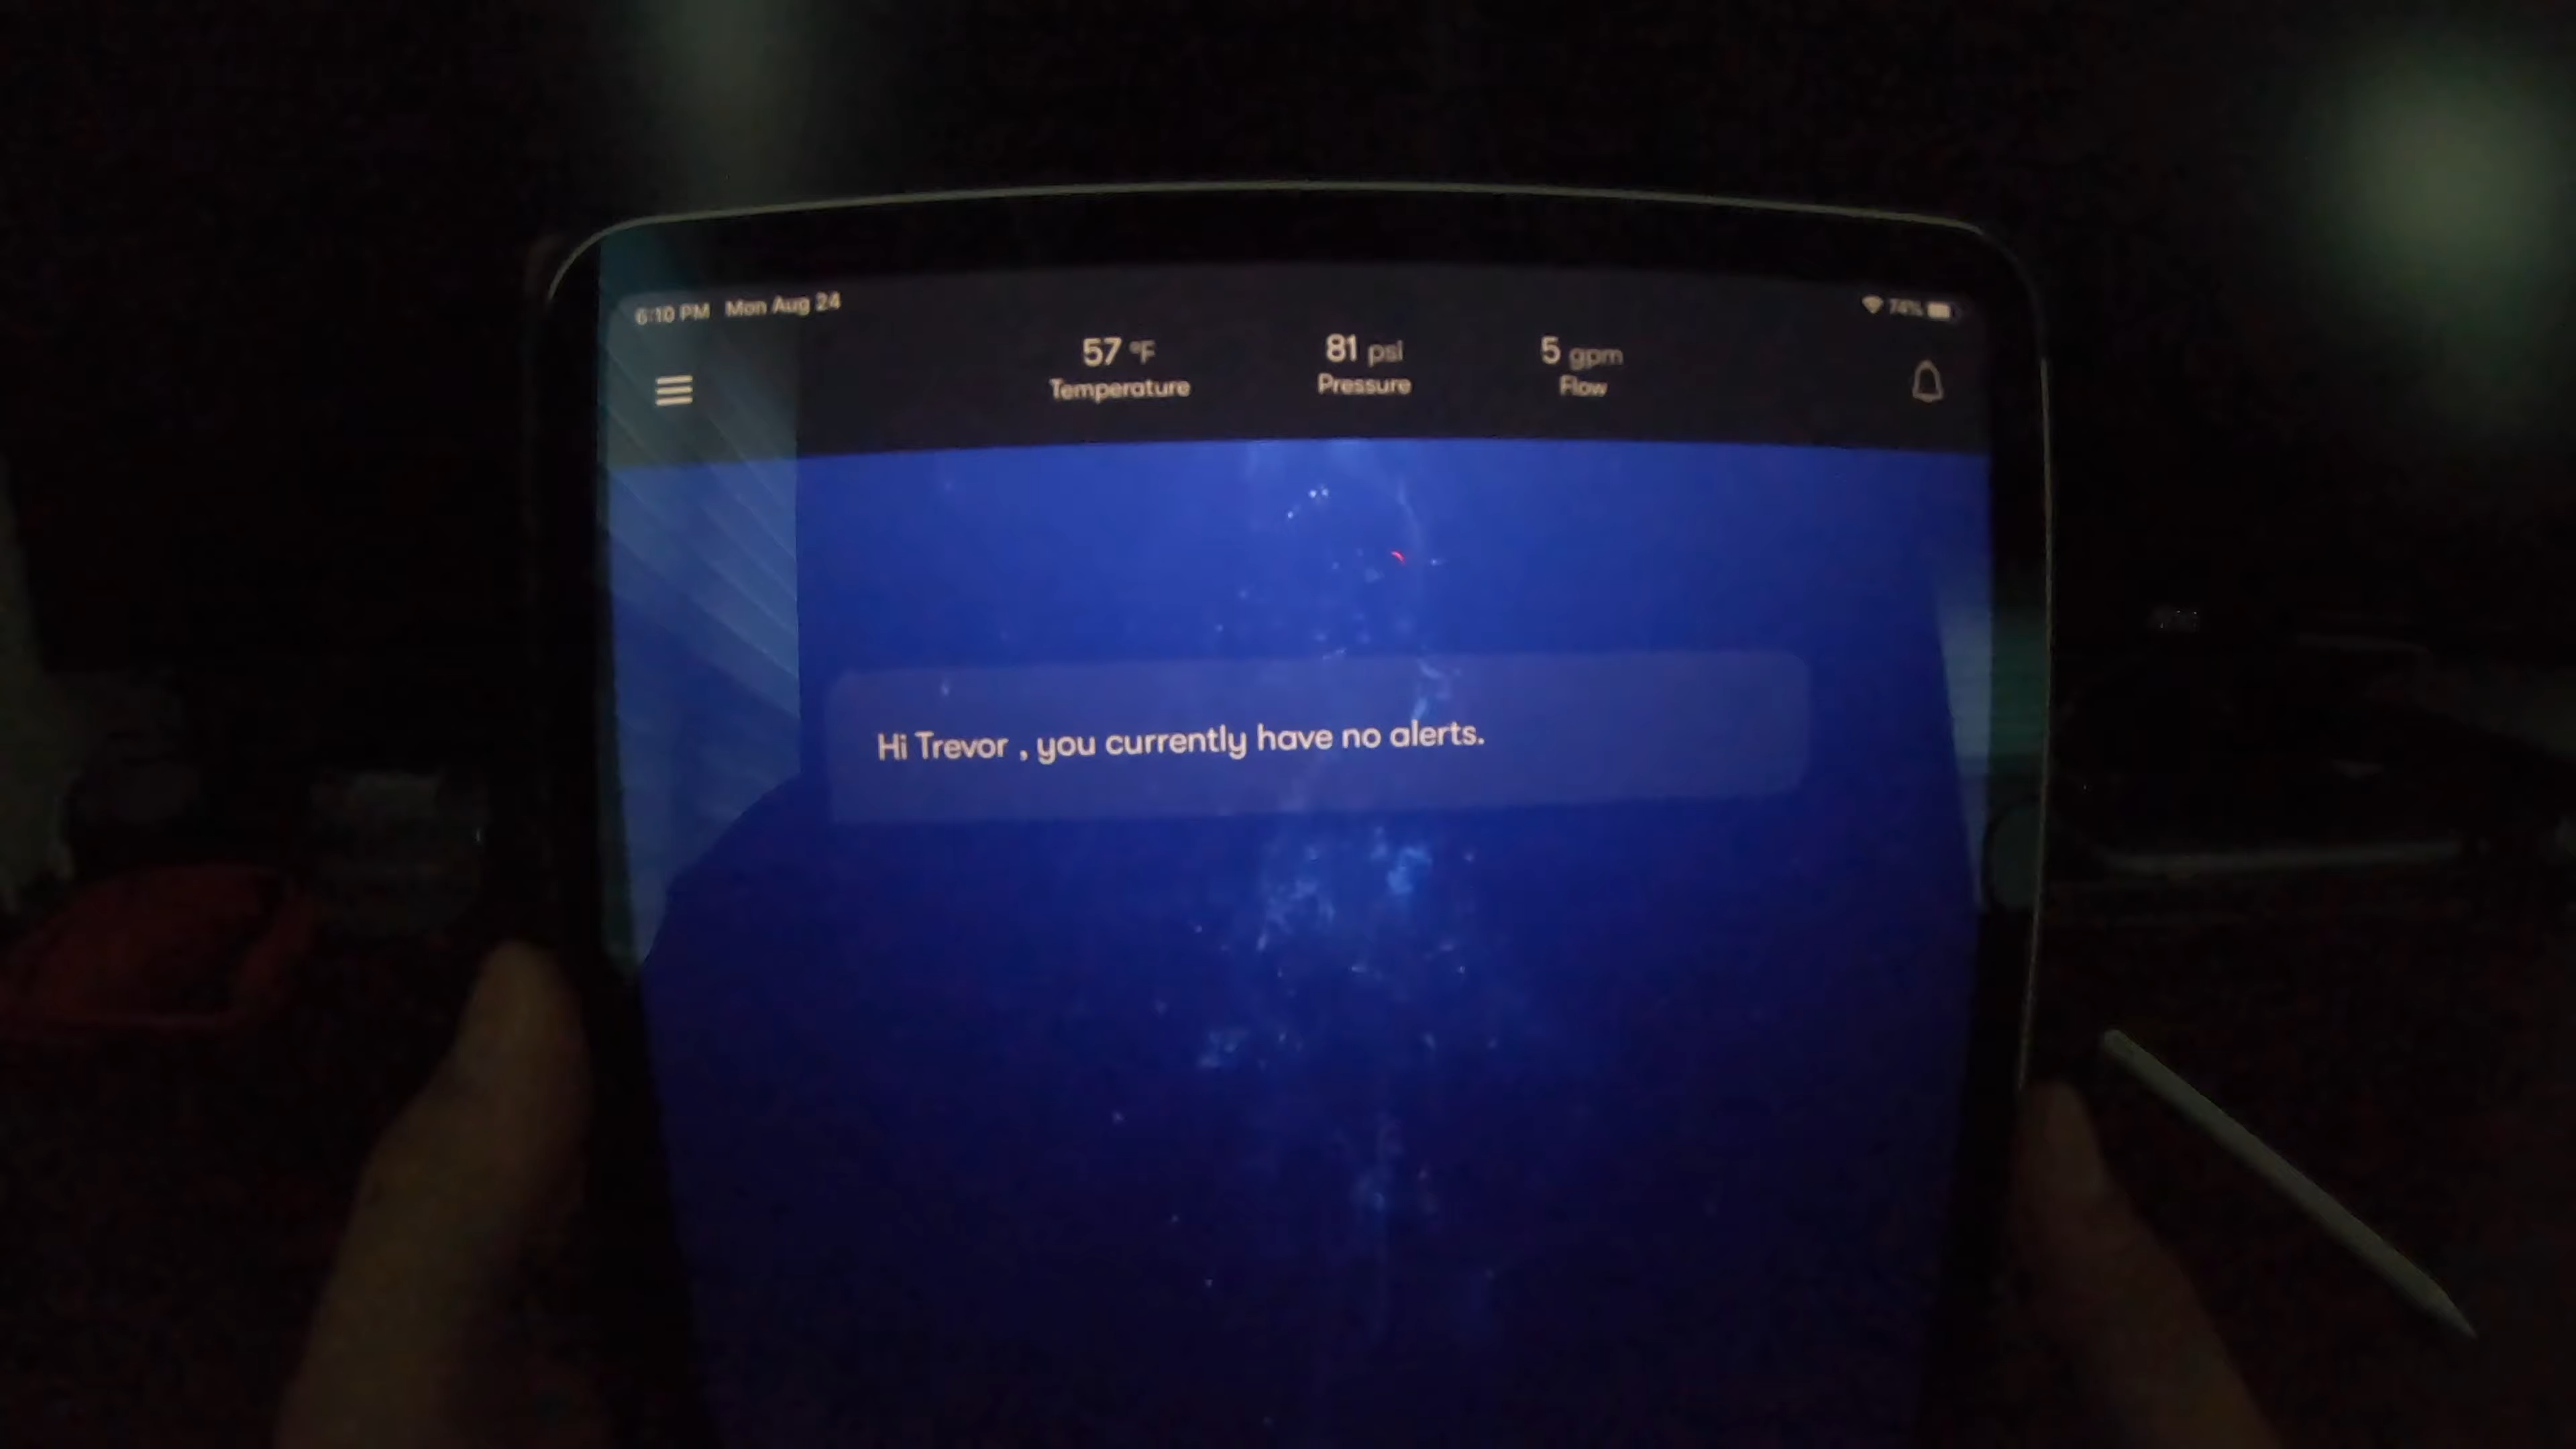 6:10 PM Mon Aug 24
74%
57 °F
Temperature
81 psi
Pressure
5 gpm
Flow
Hi Trevor , you currently have no alerts.